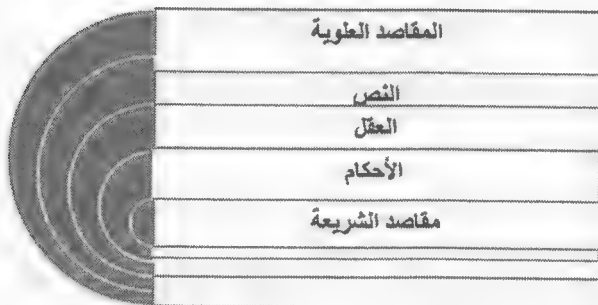 المقاصد العلوية
النص
العقل
الأحكام
مقاصد الشريعة